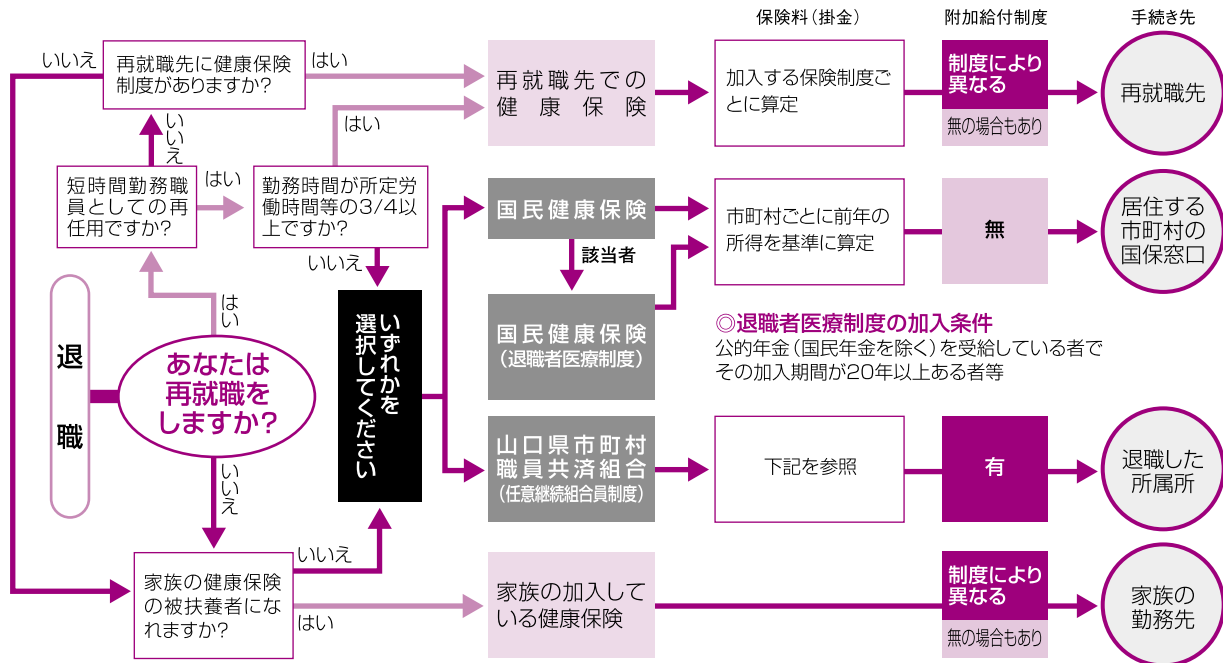 保険料（掛金）
附加給付制度
手続き先
いいえ
再就職先に健康保険
制度がありますか？
はい
再就職先での
健康保険
加入する保険制度ご
とに算定
制度により
異なる
無の場合もあり
再就職先
いいえ
はい
短時間勤務職
員としての再
任用ですか？
はい
勤務時間が所定労
働時間等の3/4以
上ですか？
いいえ
国民健康保険
市町村ごとに前年の
所得を基準に算定
無
居住する
市町村の
国保窓口
該当者
国民健康保険
（退職者医療制度）
◎退職者医療制度の加入条件
公的年金（国民年金を除く）を受給している者で
その加入期間が20年以上ある者等
退職
はい
あなたは
再就職を
しますか？
いいえ
いずれかを
選択してください
山口県市町村
職員共済組合
（任意継続組合員制度）
下記を参照
有
退職した
所属所
家族の健康保険
の被扶養者にな
れますか？
いいえ
はい
家族の加入して
いる健康保険
制度により
異なる
無の場合もあり
家族の
勤務先